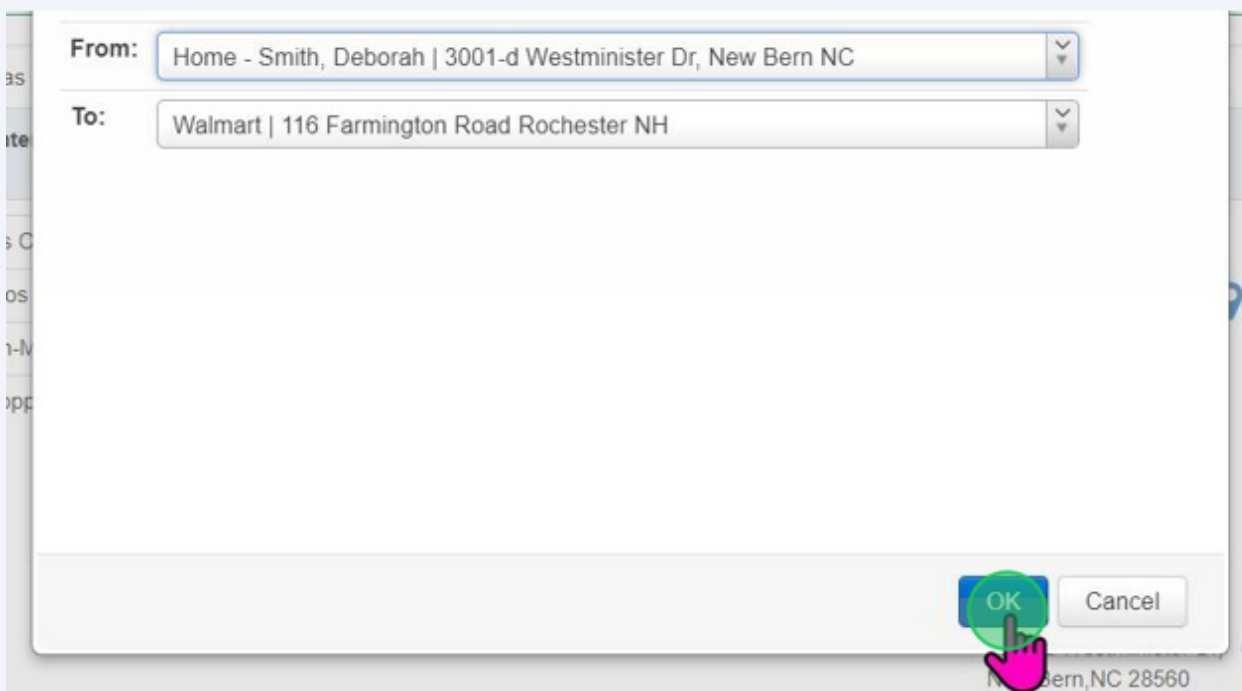 From:
Home - Smith, Deborah | 3001-d Westminister Dr, New Bern NC
as
To:
Walmart | 116 Farmington Road Rochester NH
OK
Cancel
Bern,NC 28560